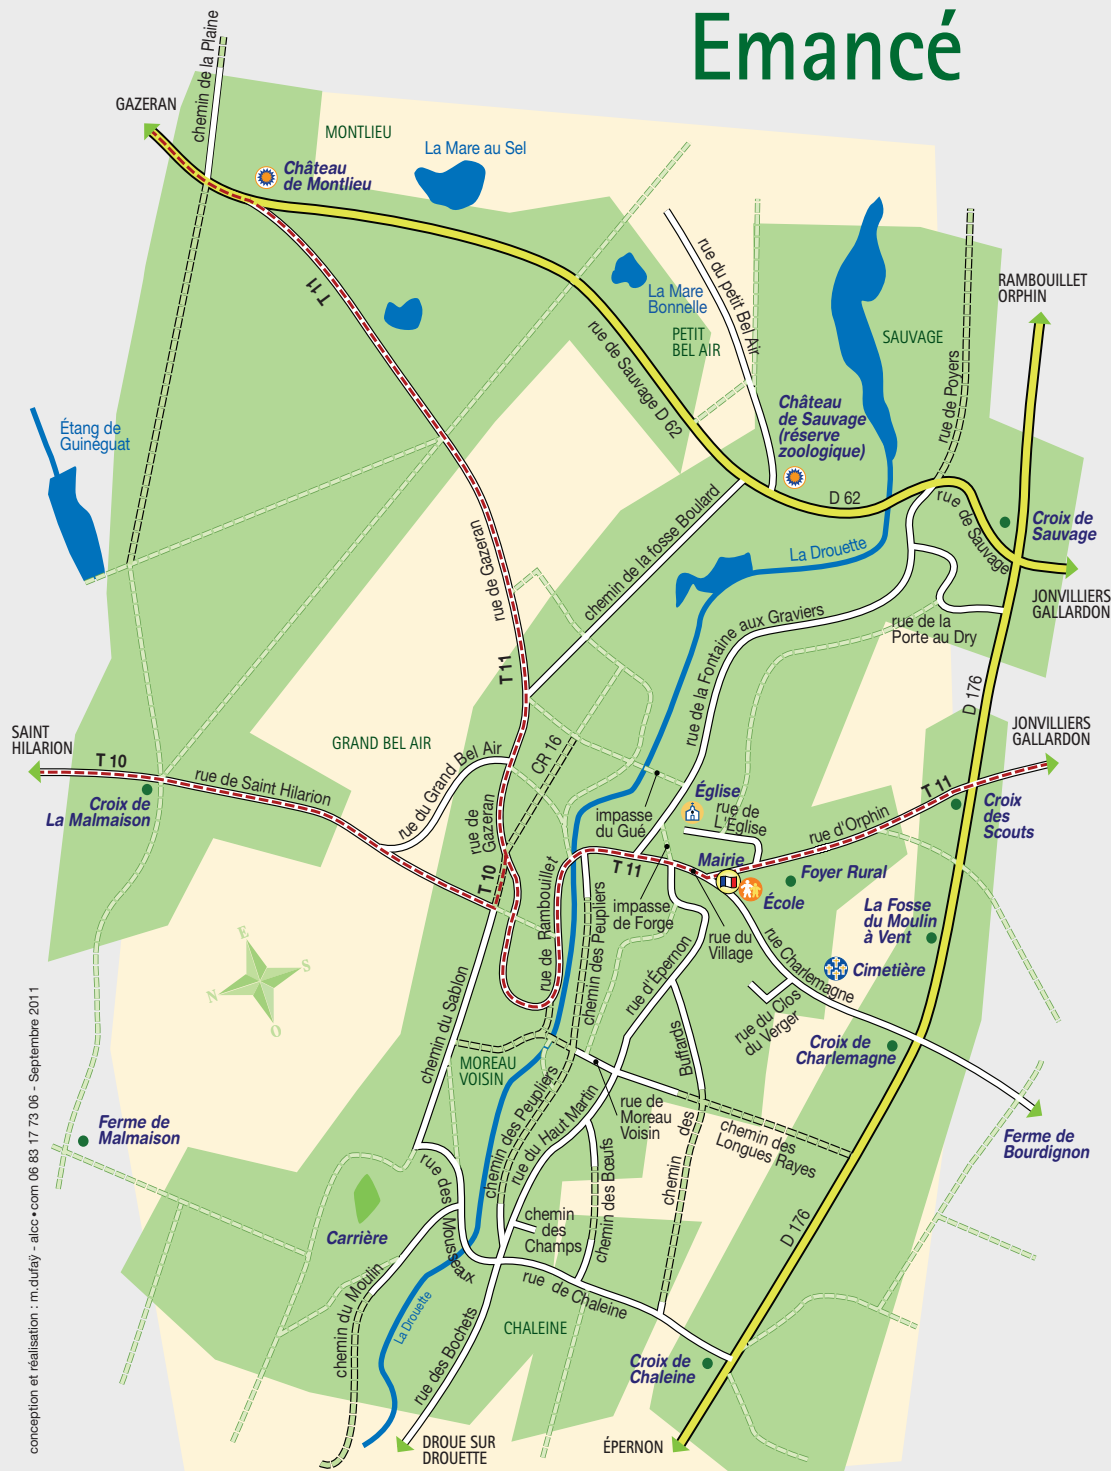 Emancé
chemin de la Plaine
GAZERAN
MONTLIEU
La Mare au Sel
Château
de Montlieu
T 11
rue du petit Bel Air
La Mare
Bonnelle
RAMBOUILLET
ORPHIN
PETIT
BEL AIR
SAUVAGE
rue de Sauvage D 62
rue de Poyers
Château
de Sauvage
(réserve
zoologique)
Étang de
Guineguat
D 62
rue de Sauvage
Croix de
Sauvage
chemin de la fosse Boulard
rue de Gazeran
La Drouette
JONVILLIERS
GALLARDON
rue de la Fontaine aux Graviers
rue de la
Porte au Dry
T 11
D 176
SAINT
HILARION
T 10
GRAND BEL AIR
CR 16
JONVILLIERS
GALLARDON
rue de Saint Hilarion
rue du Grand Bel Air
Croix de
La Malmaison
rue de
Gazeran
impasse
du Gué
Église
rue de
L'Église
T 11
Croix
des
Scouts
rue d'Orphin
T 10
T 11
Mairie
Foyer Rural
École
rue de Rambouillet
chemin des Peupliers
impasse
de Forge
rue du
Village
La Fosse
du Moulin
à Vent
rue Charlemagne
Cimetière
rue d'Épernon
E
S
N
O
chemin du Sablon
rue du Clos
du Verger
Croix de
Charlemagne
MOREAU
VOISIN
chemin des Buffards
chemin des Peupliers
rue du Haut Martin
rue de
Moreau
Voisin
chemin des
Longues Rayes
Ferme de
Malmaison
Ferme de
Bourdignon
rue des Mousseaux
chemin des Bœufs
chemin
des
Champs
Carrière
D 176
chemin du Moulin
La Drouette
rue de Chaleine
rue des Bochets
CHALEINE
Croix de
Chaleine
DROUE SUR
DROUETTE
ÉPERNON
conception et réalisation : m.dufaÿ - alcc•com 06 83 17 73 06 - Septembre 2011